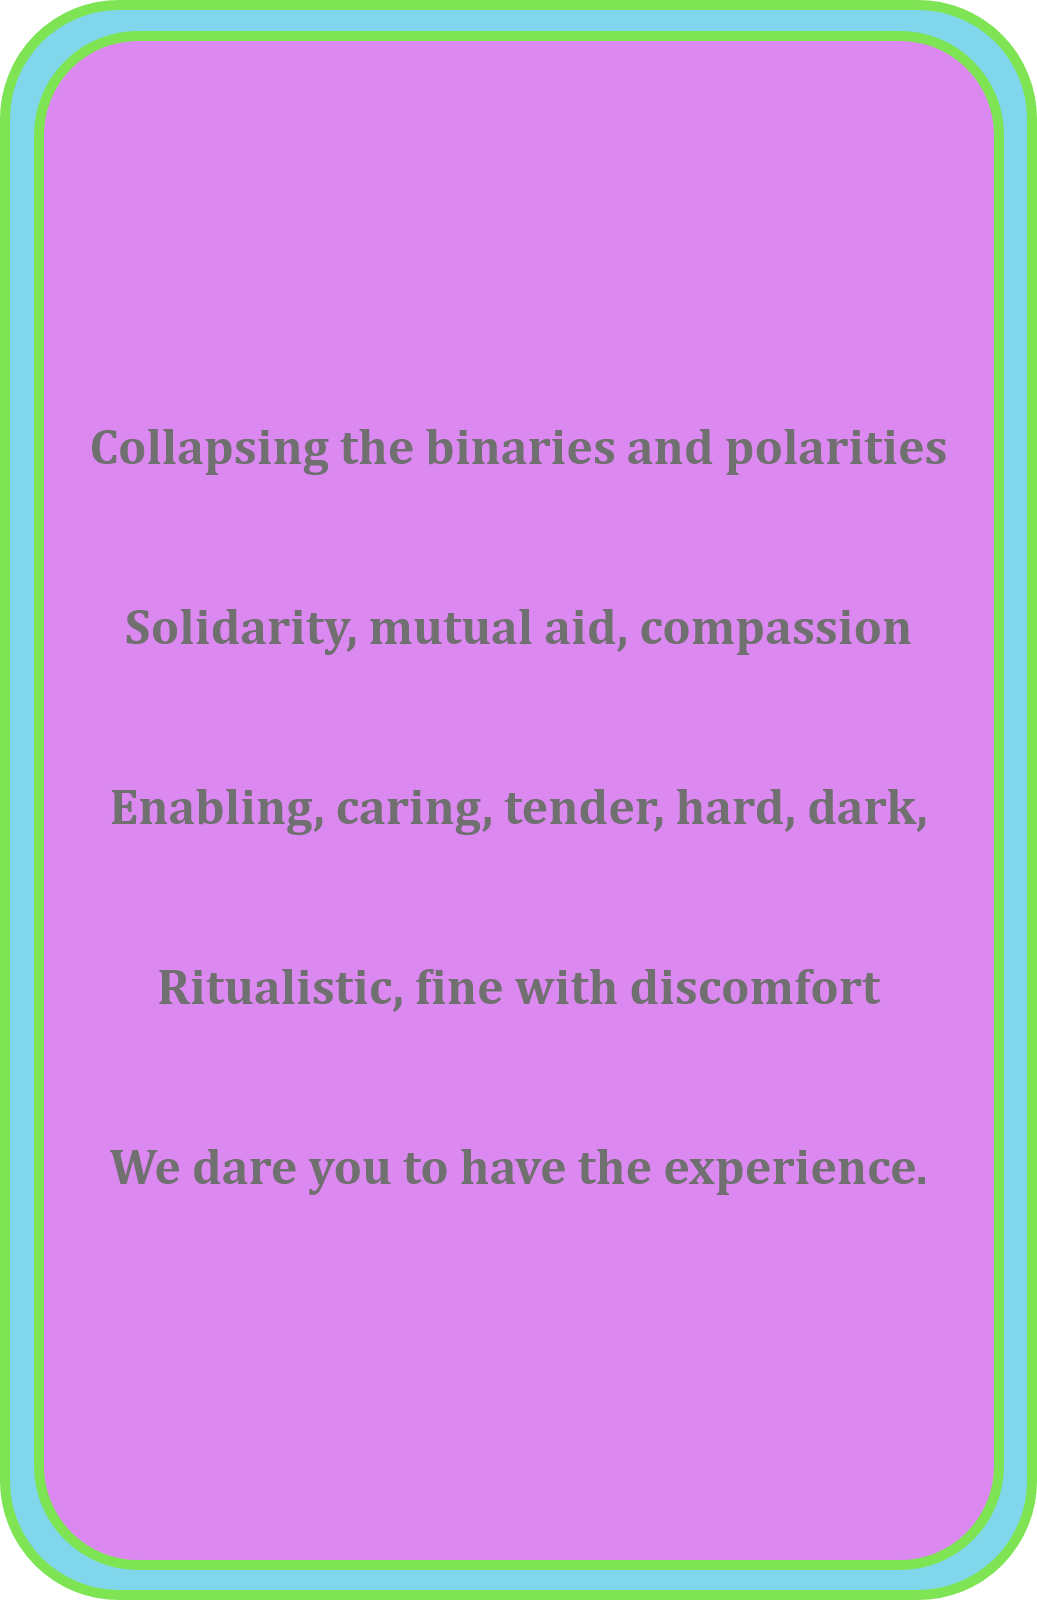 Collapsing the binaries and polarities
Solidarity, mutual aid, compassion
Enabling, caring, tender, hard, dark,
Ritualistic, fine with discomfort
We dare you to have the experience.